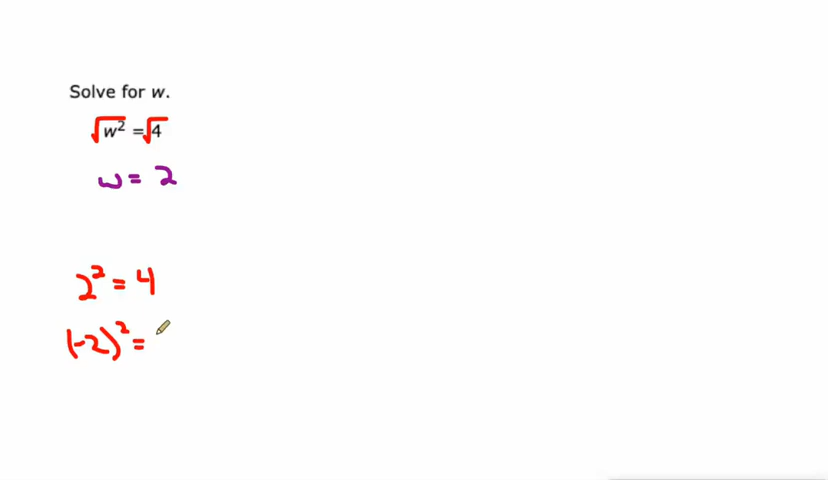 Solve for w.
√w² = √4
w = 2
2² = 4
(-2)² =